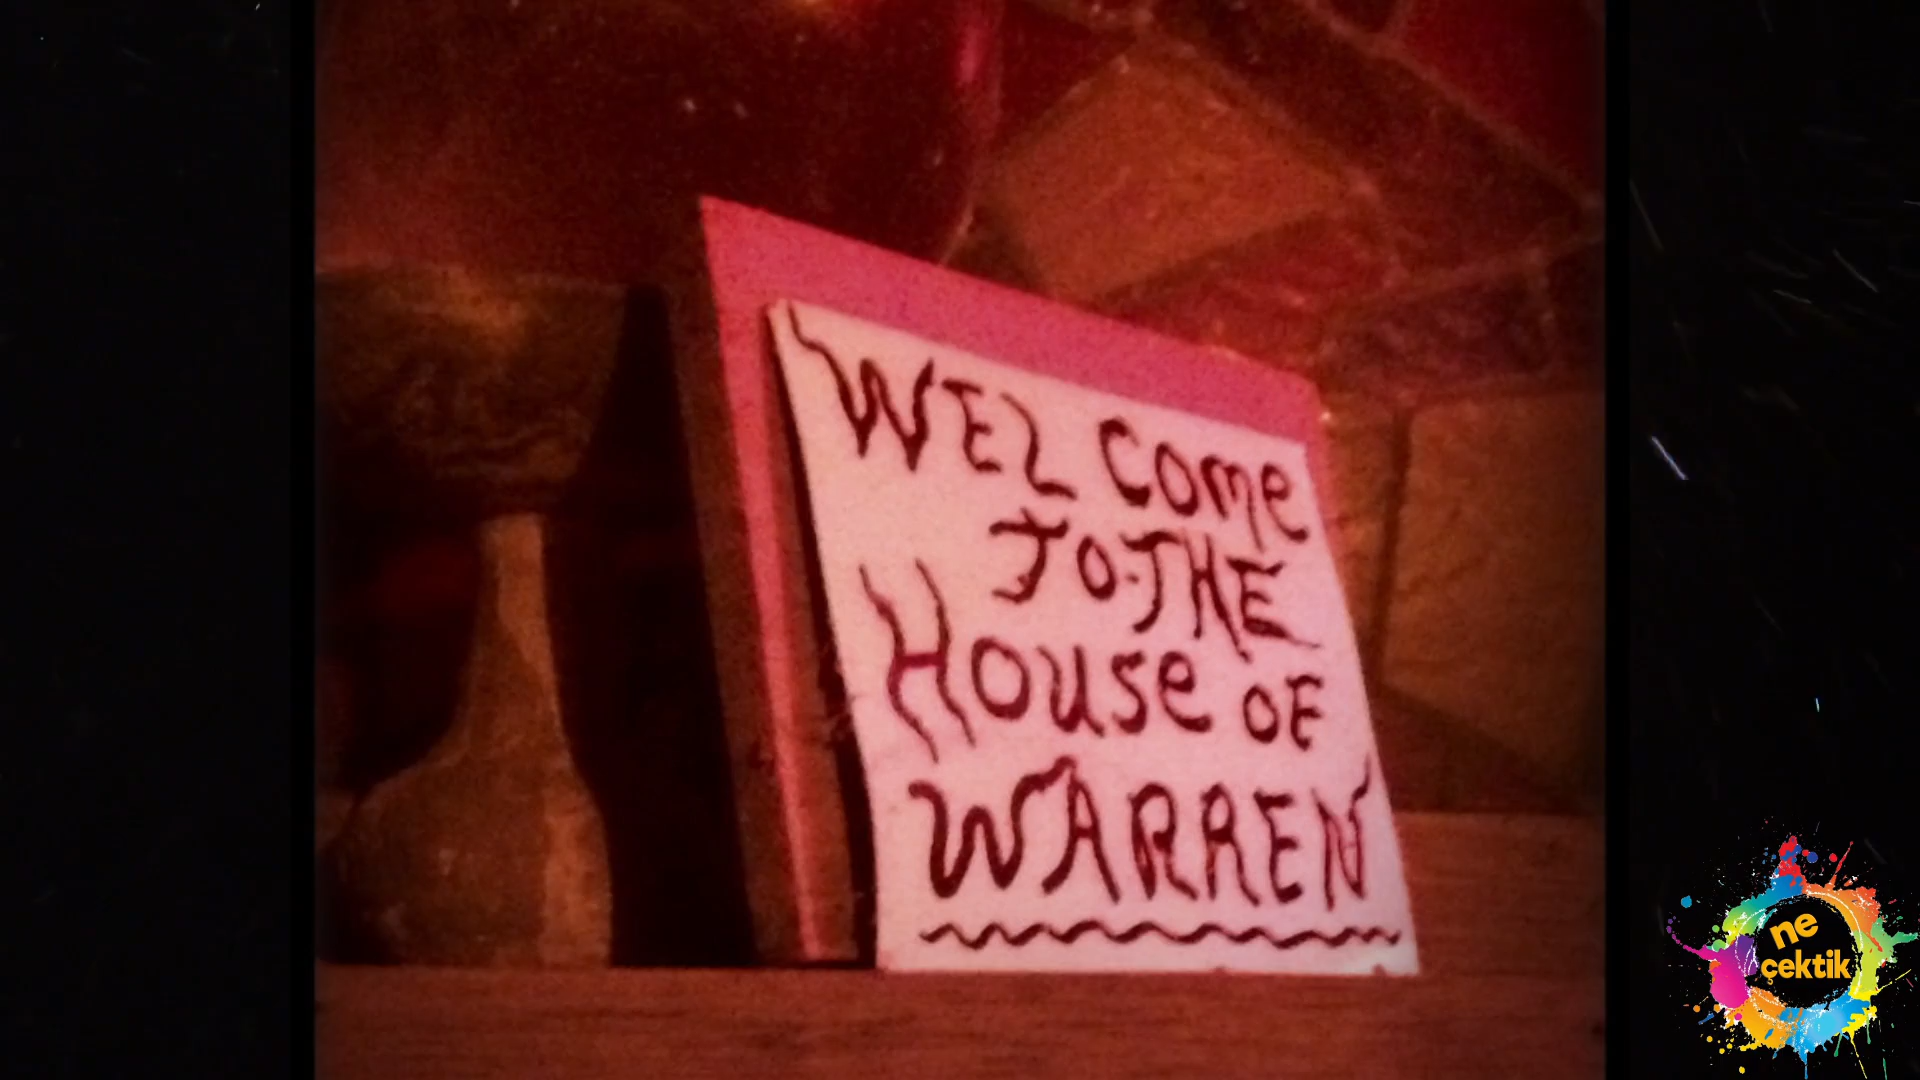 WELCOME
TO THE
HOUSE OF
WARREN
ne
çektik